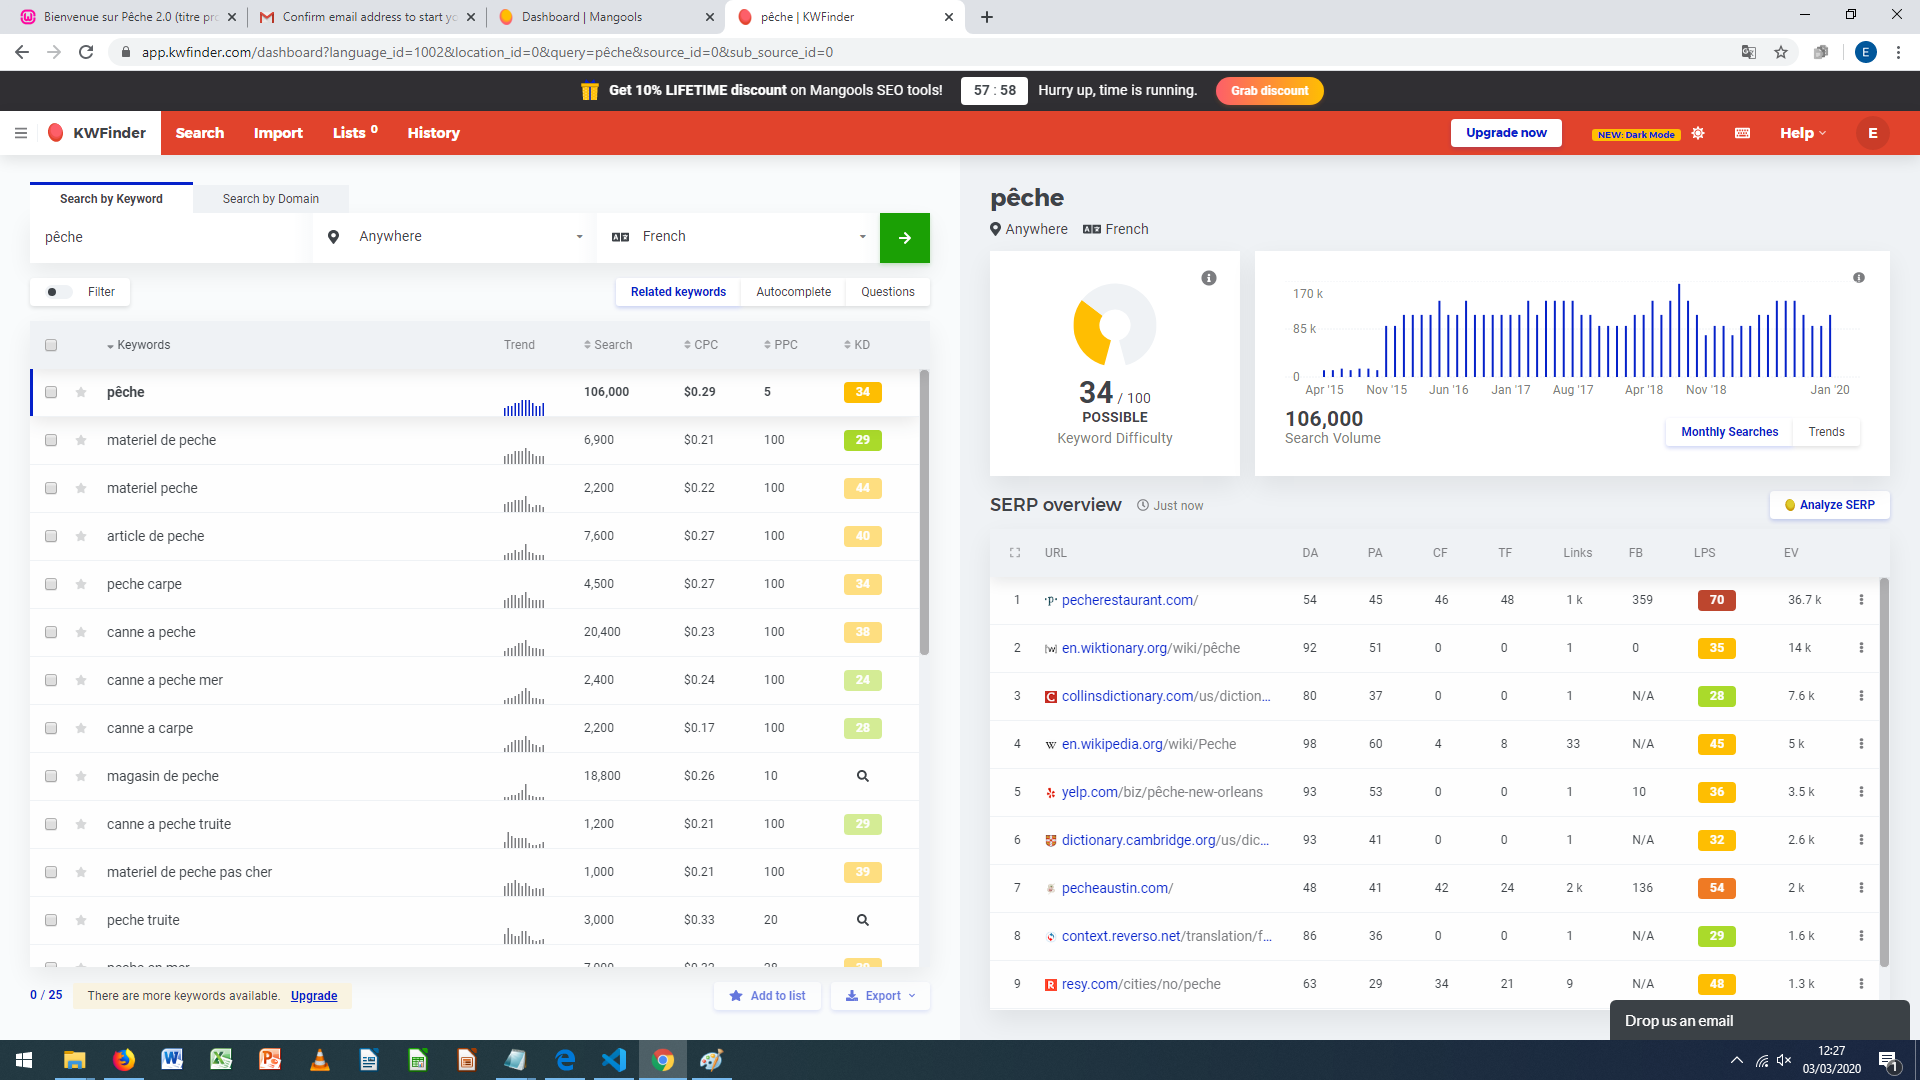 Bienvenue sur Pêche 2.0 (titre pro
Confirm email address to start yo
Dashboard | Mangools
pêche | KWFinder
app.kwfinder.com/dashboard?language_id=1002&location_id=0&query=pêche&source_id=0&sub_source_id=0
E
Get 10% LIFETIME discount on Mangools SEO tools! 57 : 58 Hurry up, time is running. Grab discount
KWFinder Search Import Lists 0 History Upgrade now NEW: Dark Mode Help E
Search by Keyword Search by Domain
pêche Anywhere French
Filter Related keywords Autocomplete Questions
Keywords Trend Search CPC PPC KD
pêche 106,000 $0.29 5 34
materiel de peche 6,900 $0.21 100 29
materiel peche 2,200 $0.22 100 44
article de peche 7,600 $0.27 100 40
peche carpe 4,500 $0.27 100 34
canne a peche 20,400 $0.23 100 38
canne a peche mer 2,400 $0.24 100 24
canne a carpe 2,200 $0.17 100 28
magasin de peche 18,800 $0.26 10
canne a peche truite 1,200 $0.21 100 29
materiel de peche pas cher 1,000 $0.21 100 39
peche truite 3,000 $0.33 20
0 / 25 There are more keywords available. Upgrade Add to list Export
pêche
Anywhere French
34 / 100
POSSIBLE
Keyword Difficulty
170 k
85 k
0
Apr '15 Nov '15 Jun '16 Jan '17 Aug '17 Apr '18 Nov '18 Jan '20
106,000
Search Volume
Monthly Searches Trends
SERP overview Just now Analyze SERP
URL DA PA CF TF Links FB LPS EV
1 pecherestaurant.com/ 54 45 46 48 1 k 359 70 36.7 k
2 en.wiktionary.org/wiki/pêche 92 51 0 0 1 0 35 14 k
3 collinsdictionary.com/us/diction... 80 37 0 0 1 N/A 28 7.6 k
4 en.wikipedia.org/wiki/Peche 98 60 4 8 33 N/A 45 5 k
5 yelp.com/biz/pêche-new-orleans 93 53 0 0 1 10 36 3.5 k
6 dictionary.cambridge.org/us/dic... 93 41 0 0 1 N/A 32 2.6 k
7 pecheaustin.com/ 48 41 42 24 2 k 136 54 2 k
8 context.reverso.net/translation/f... 86 36 0 0 1 N/A 29 1.6 k
9 resy.com/cities/no/peche 63 29 34 21 9 N/A 48 1.3 k
Drop us an email
12:27
03/03/2020
1